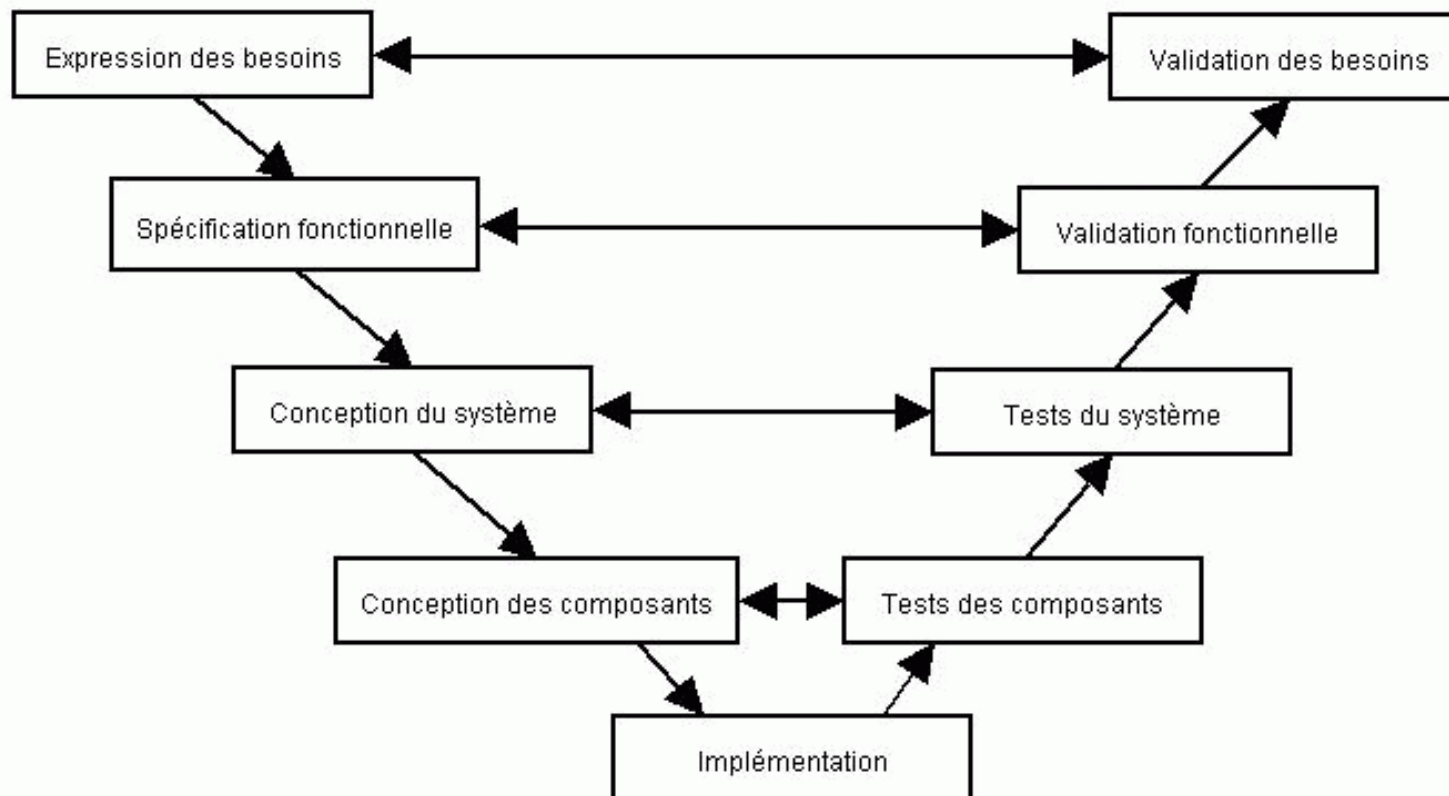 Expression des besoins
Validation des besoins
Spécification fonctionnelle
Validation fonctionnelle
Conception du système
Tests du système
Conception des composants
Tests des composants
Implémentation